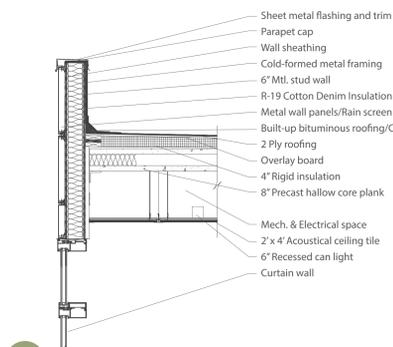 Sheet metal flashing and trim
Parapet cap
Wall sheathing
Cold-formed metal framing
6” Mtl. stud wall
R-19 Cotton Denim Insulation
Metal wall panels/Rain screen
Built-up bituminous roofing/C
2 Ply roofing
Overlay board
4” Rigid insulation
8” Precast hallow core plank
Mech. & Electrical space
2’ x 4’ Acoustical ceiling tile
6” Recessed can light
Curtain wall